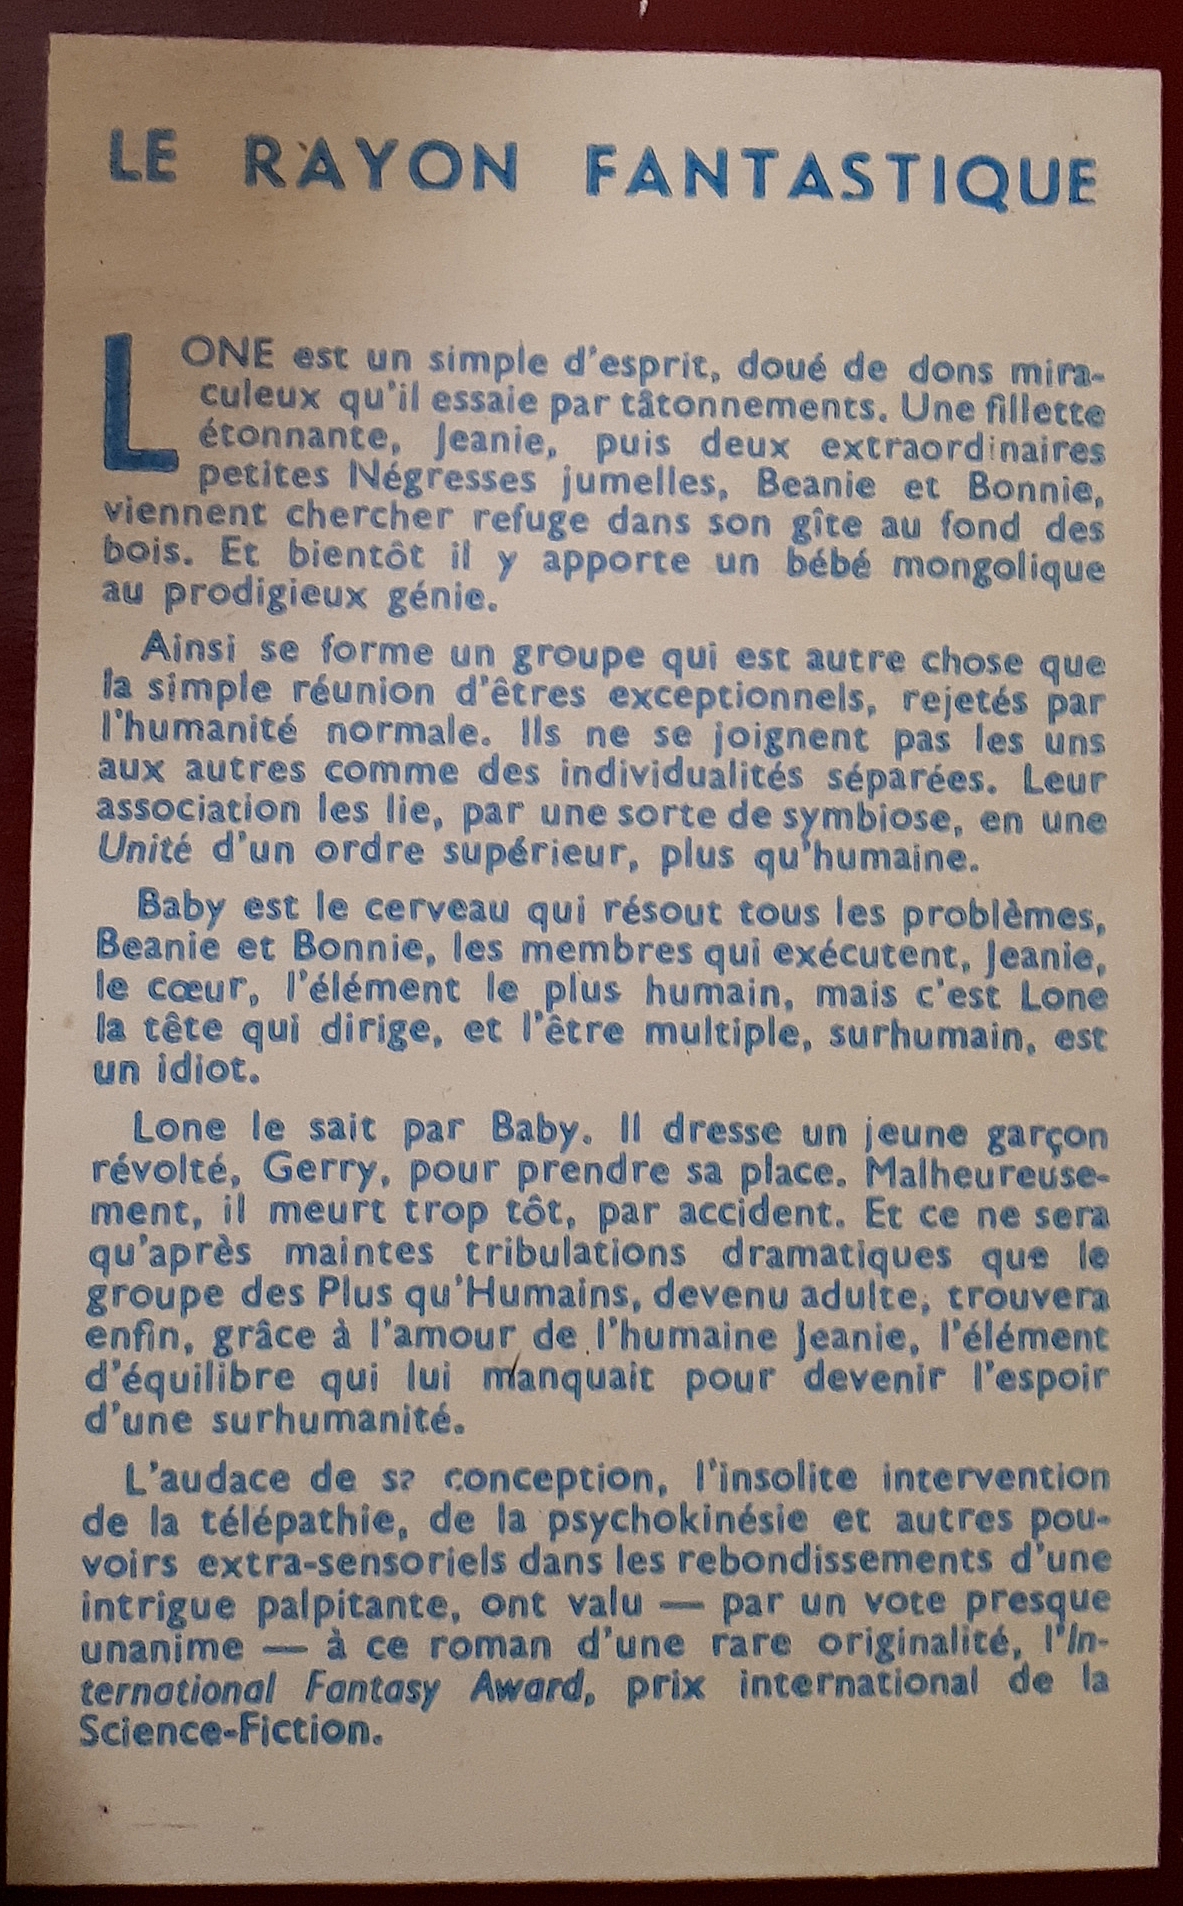 LE RAYON FANTASTIQUE
LONE est un simple d'esprit, doué de dons mira-
culeux qu'il essaie par tâtonnements. Une fillette
étonnante, Jeanie, puis deux extraordinaires
petites Négresses jumelles, Beanie et Bonnie,
viennent chercher refuge dans son gîte au fond des
bois. Et bientôt il y apporte un bébé mongolique
au prodigieux génie.
Ainsi se forme un groupe qui est autre chose que
la simple réunion d'êtres exceptionnels, rejetés par
l'humanité normale. Ils ne se joignent pas les uns
aux autres comme des individualités séparées. Leur
association les lie, par une sorte de symbiose, en une
Unité d'un ordre supérieur, plus qu'humaine.
Baby est le cerveau qui résout tous les problèmes,
Beanie et Bonnie, les membres qui exécutent, Jeanie,
le cœur, l'élément le plus humain, mais c'est Lone
la tête qui dirige, et l'être multiple, surhumain, est
un idiot.
Lone le sait par Baby. Il dresse un jeune garçon
révolté, Gerry, pour prendre sa place. Malheureuse-
ment, il meurt trop tôt, par accident. Et ce ne sera
qu'après maintes tribulations dramatiques que le
groupe des Plus qu'Humains, devenu adulte, trouvera
enfin, grâce à l'amour de l'humaine Jeanie, l'élément
d'équilibre qui lui manquait pour devenir l'espoir
d'une surhumanité.
L'audace de sa conception, l'insolite intervention
de la télépathie, de la psychokinésie et autres pou-
voirs extra-sensoriels dans les rebondissements d'une
intrigue palpitante, ont valu — par un vote presque
unanime — à ce roman d'une rare originalité, l'In-
ternational Fantasy Award, prix international de la
Science-Fiction.